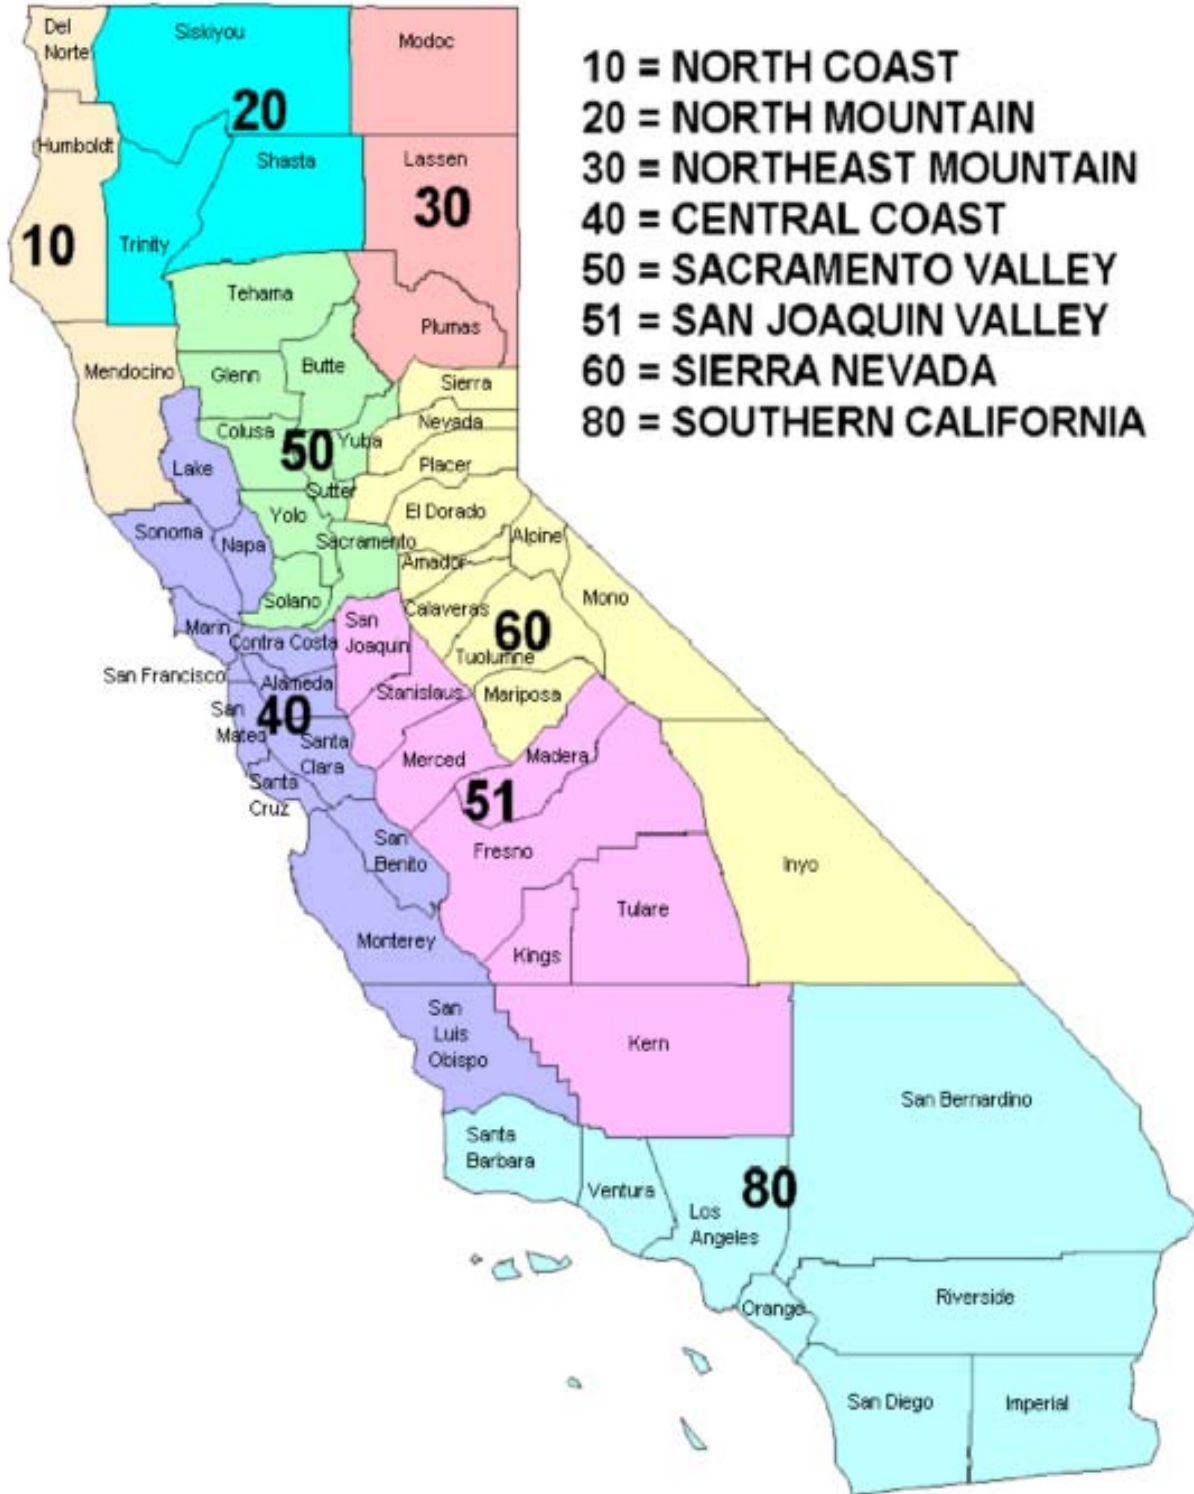 10 = NORTH COAST
20 = NORTH MOUNTAIN
30 = NORTHEAST MOUNTAIN
40 = CENTRAL COAST
50 = SACRAMENTO VALLEY
51 = SAN JOAQUIN VALLEY
60 = SIERRA NEVADA
80 = SOUTHERN CALIFORNIA
Del
Norte
Siskiyou
Modoc
20
Humboldt
Shasta
Lassen
30
10
Trinity
Tehama
Plumas
Mendocino
Glenn
Butte
Sierra
Colusa
50
Yuba
Nevada
Lake
Placer
Sutter
Yolo
El Dorado
Sonoma
Napa
Sacramento
Alpine
Amador
Solano
Calaveras
Mono
Marin
San
Joaquin
60
Contra Costa
Tuolumne
San Francisco
Alameda
Stanislaus
Mariposa
San
Mateo
40
Santa
Clara
Merced
Madera
Santa
Cruz
51
San
Benito
Fresno
Inyo
Tulare
Monterey
Kings
San
Luis
Obispo
Kern
San Bernardino
Santa
Barbara
Ventura
80
Los
Angeles
Orange
Riverside
San Diego
Imperial